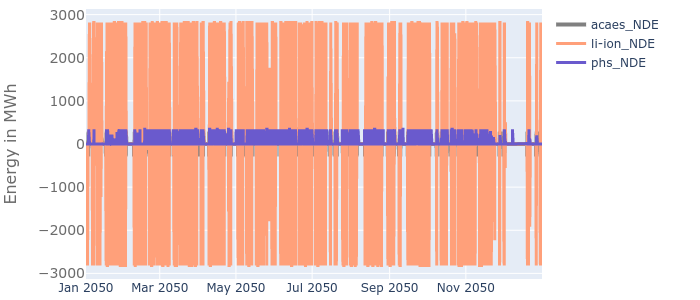 3000
2000
1000
0
−1000
−2000
−3000
Energy in MWh
Jan 2050
Mar 2050
May 2050
Jul 2050
Sep 2050
Nov 2050
acaes_NDE
li-ion_NDE
phs_NDE